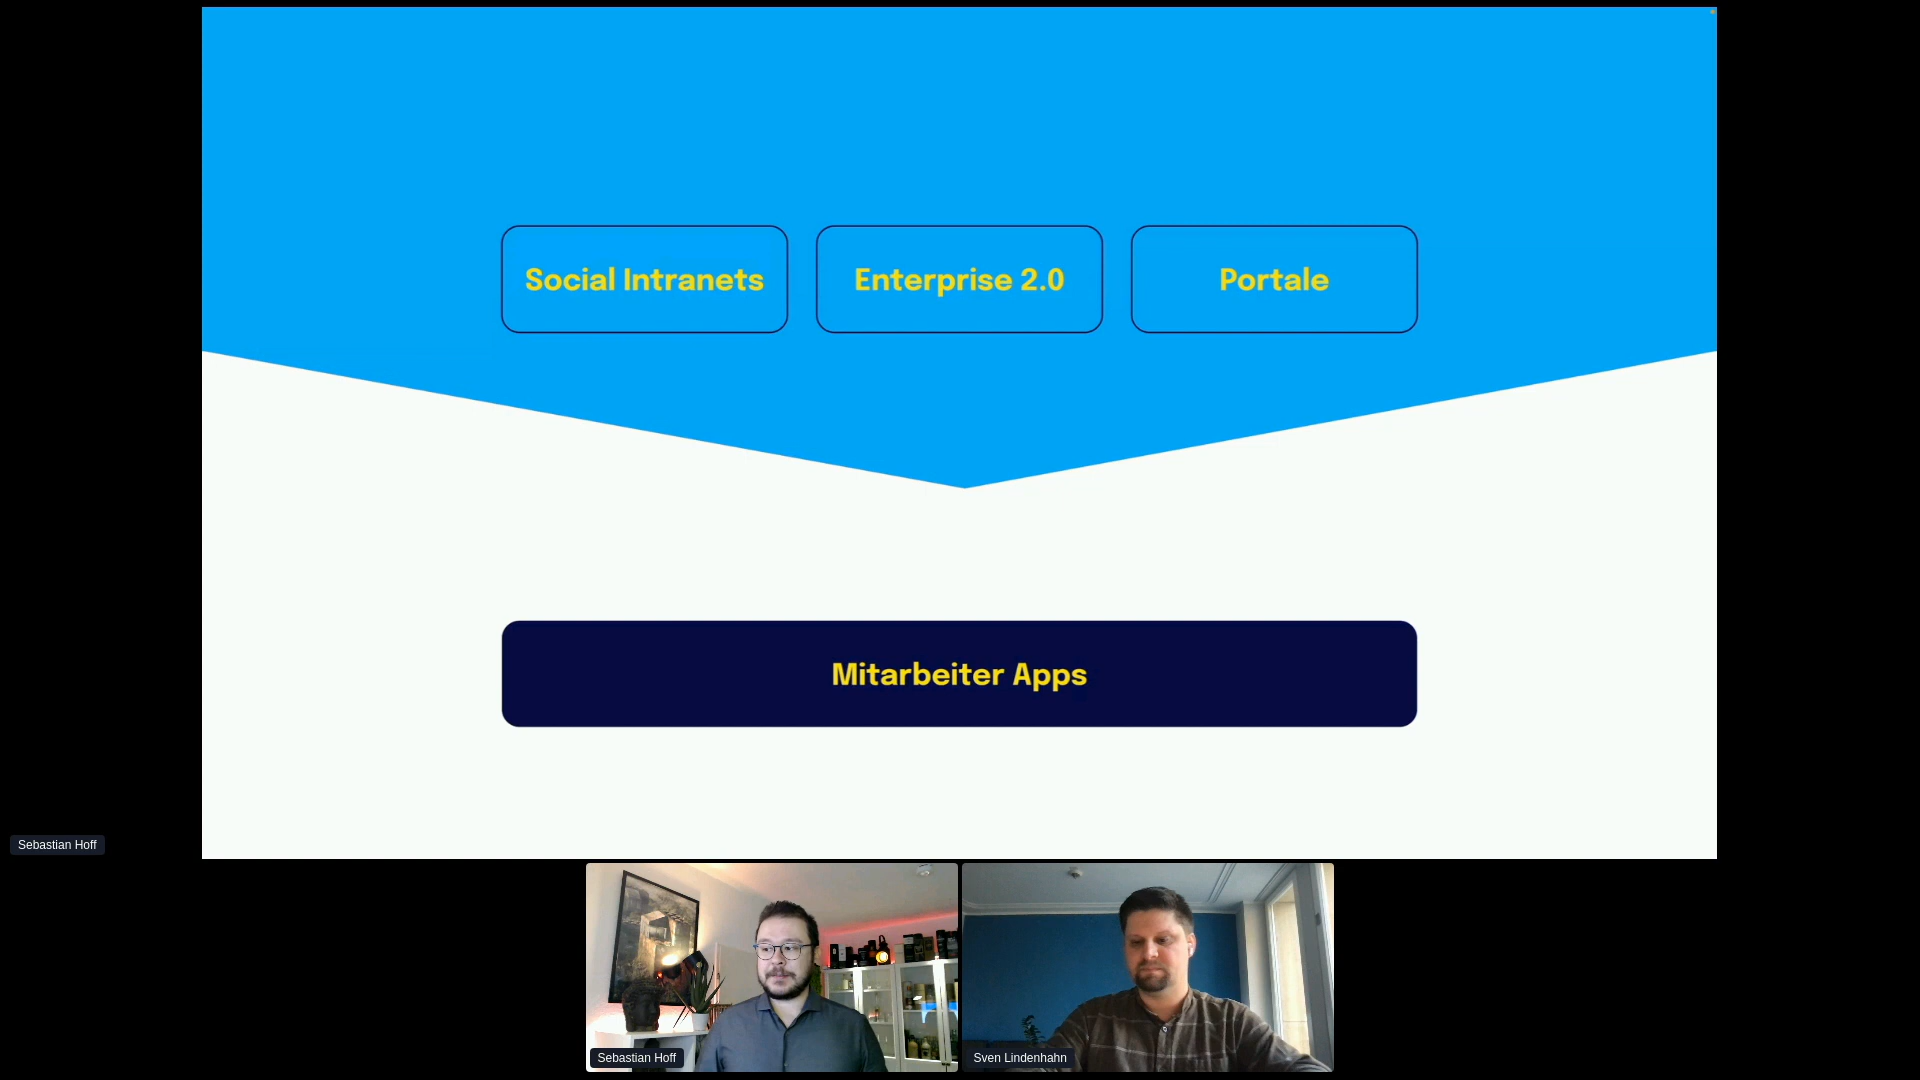 Social Intranets
Enterprise 2.0
Portale
Mitarbeiter Apps
Sebastian Hoff
Sebastian Hoff
Sven Lindenhahn